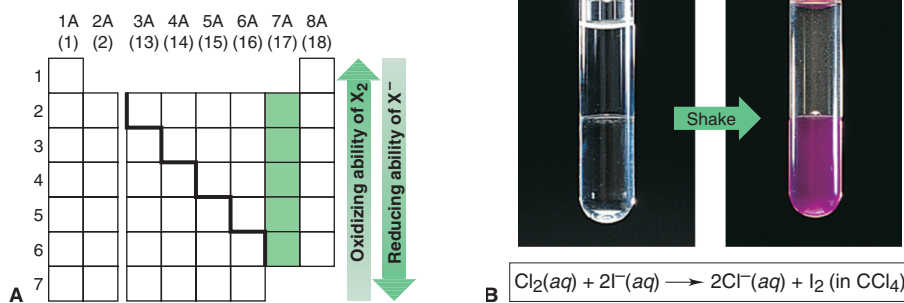 1A 2A 3A 4A 5A 6A 7A 8A
(1) (2) (13) (14) (15) (16) (17) (18)
1
2
3
4
5
6
7
Oxidizing ability of X₂
Reducing ability of X⁻
A
Shake
B
Cl₂(aq) + 2I⁻(aq) ⟶ 2Cl⁻(aq) + I₂ (in CCl₄)